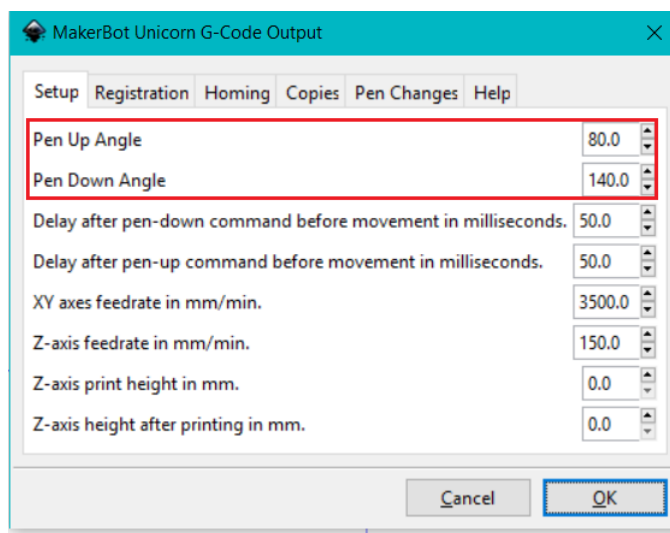 MakerBot Unicorn G-Code Output
Setup Registration Homing Copies Pen Changes Help
Pen Up Angle 80.0
Pen Down Angle 140.0
Delay after pen-down command before movement in milliseconds. 50.0
Delay after pen-up command before movement in milliseconds. 50.0
XY axes feedrate in mm/min. 3500.0
Z-axis feedrate in mm/min. 150.0
Z-axis print height in mm. 0.0
Z-axis height after printing in mm. 0.0
Cancel OK